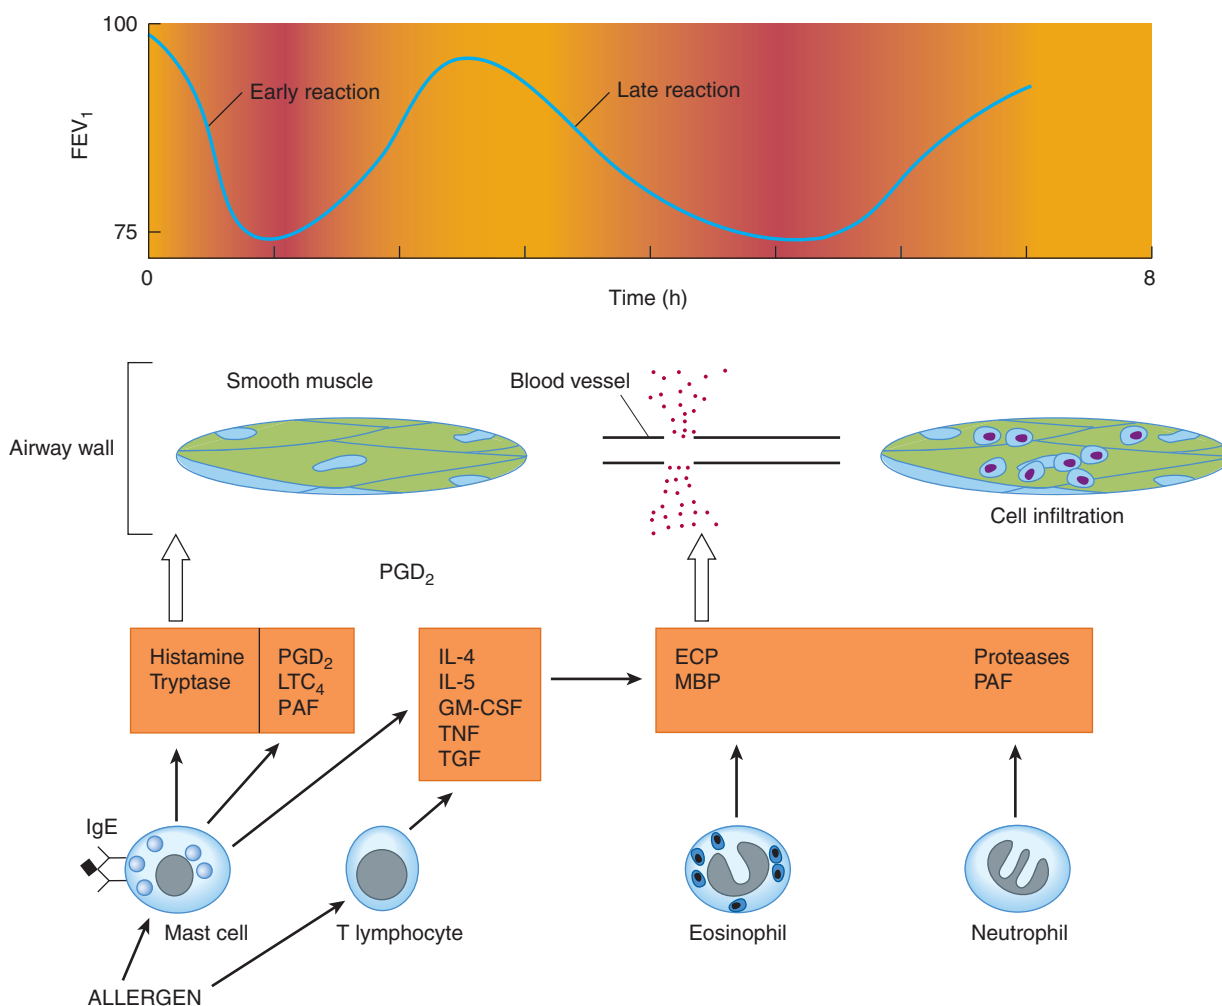 100
Early reaction
Late reaction
FEV1
75
0
8
Time (h)
Smooth muscle
Blood vessel
Airway wall
Cell infiltration
PGD2
Histamine
Tryptase
PGD2
LTC4
PAF
IL-4
IL-5
GM-CSF
TNF
TGF
ECP
MBP
Proteases
PAF
IgE
Mast cell
T lymphocyte
Eosinophil
Neutrophil
ALLERGEN